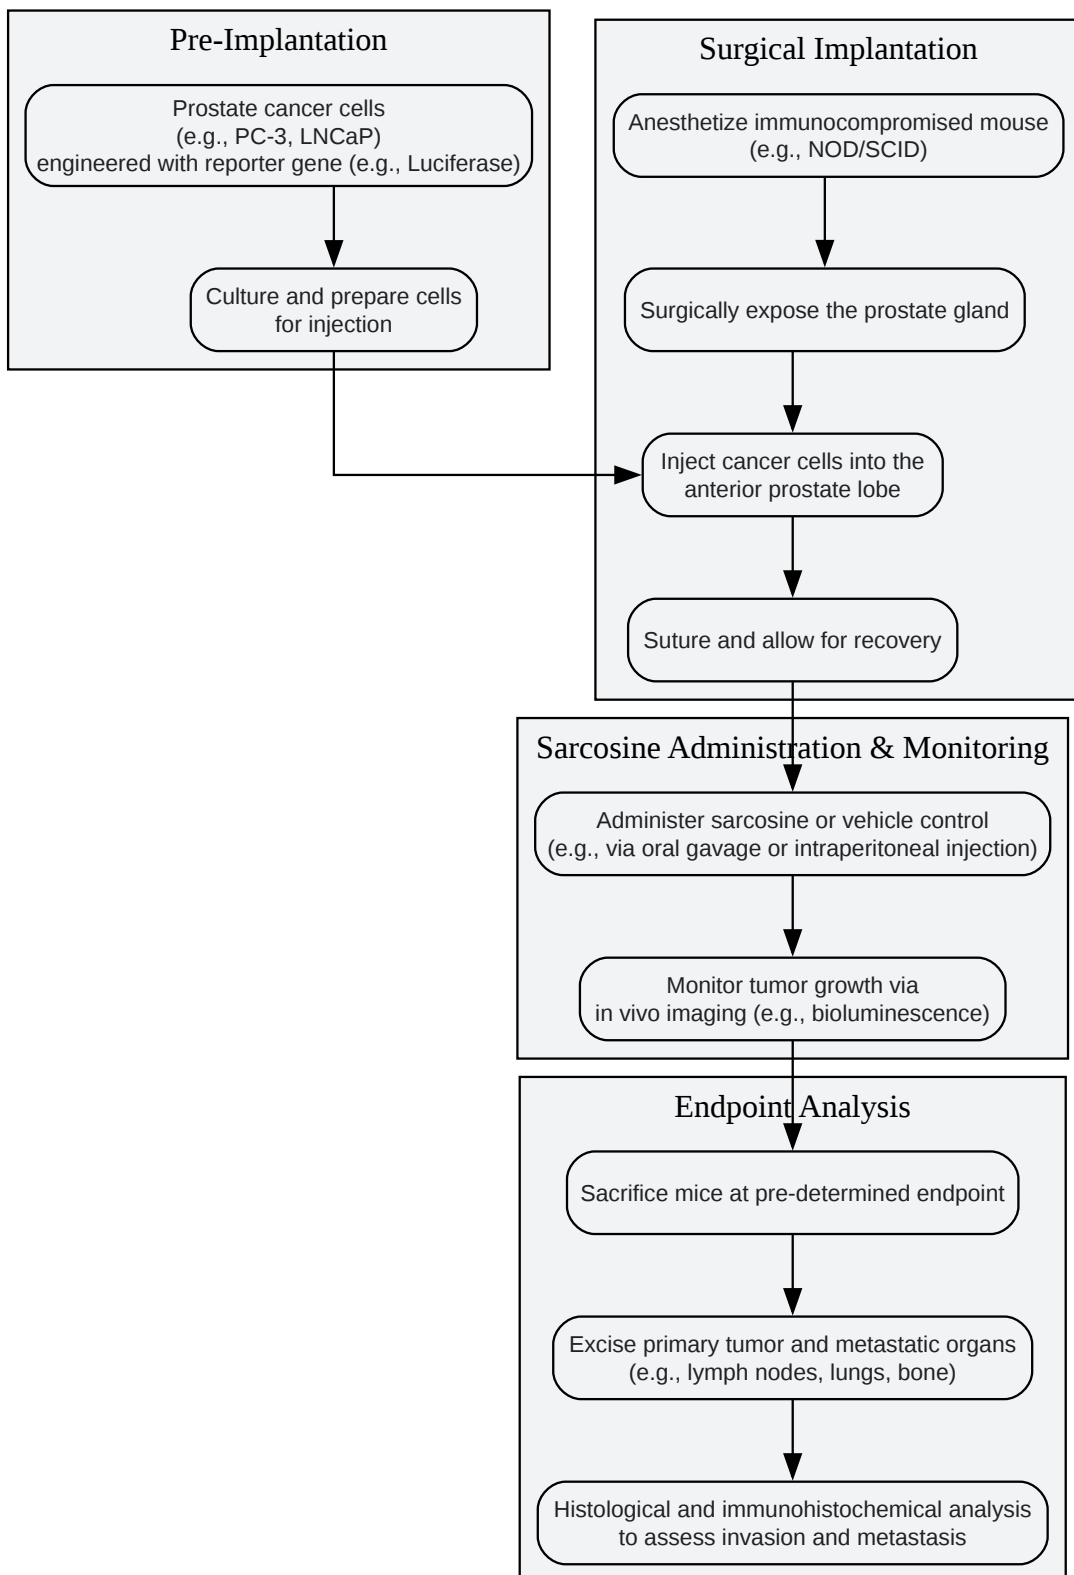 Pre-Implantation
Prostate cancer cells
(e.g., PC-3, LNCaP)
engineered with reporter gene (e.g., Luciferase)
Culture and prepare cells
for injection
Surgical Implantation
Anesthetize immunocompromised mouse
(e.g., NOD/SCID)
Surgically expose the prostate gland
Inject cancer cells into the
anterior prostate lobe
Suture and allow for recovery
Sarcosine Administration & Monitoring
Administer sarcosine or vehicle control
(e.g., via oral gavage or intraperitoneal injection)
Monitor tumor growth via
in vivo imaging (e.g., bioluminescence)
Endpoint Analysis
Sacrifice mice at pre-determined endpoint
Excise primary tumor and metastatic organs
(e.g., lymph nodes, lungs, bone)
Histological and immunohistochemical analysis
to assess invasion and metastasis